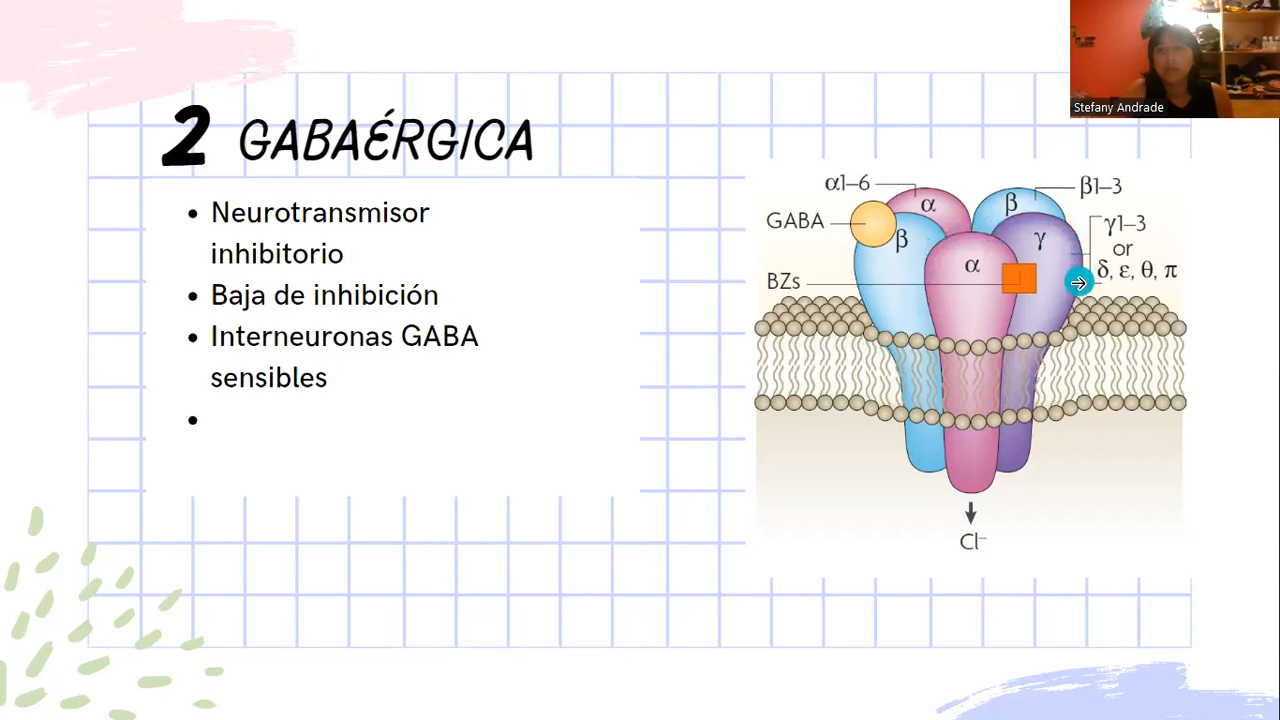 2 GABAÉRGICA
• Neurotransmisor
inhibitorio
• Baja de inhibición
• Interneuronas GABA
sensibles
•
Stefany Andrade
α1–6
β1–3
α
β
GABA
β
γ
γ1–3
or
δ, ε, θ, π
α
BZs
Cl⁻